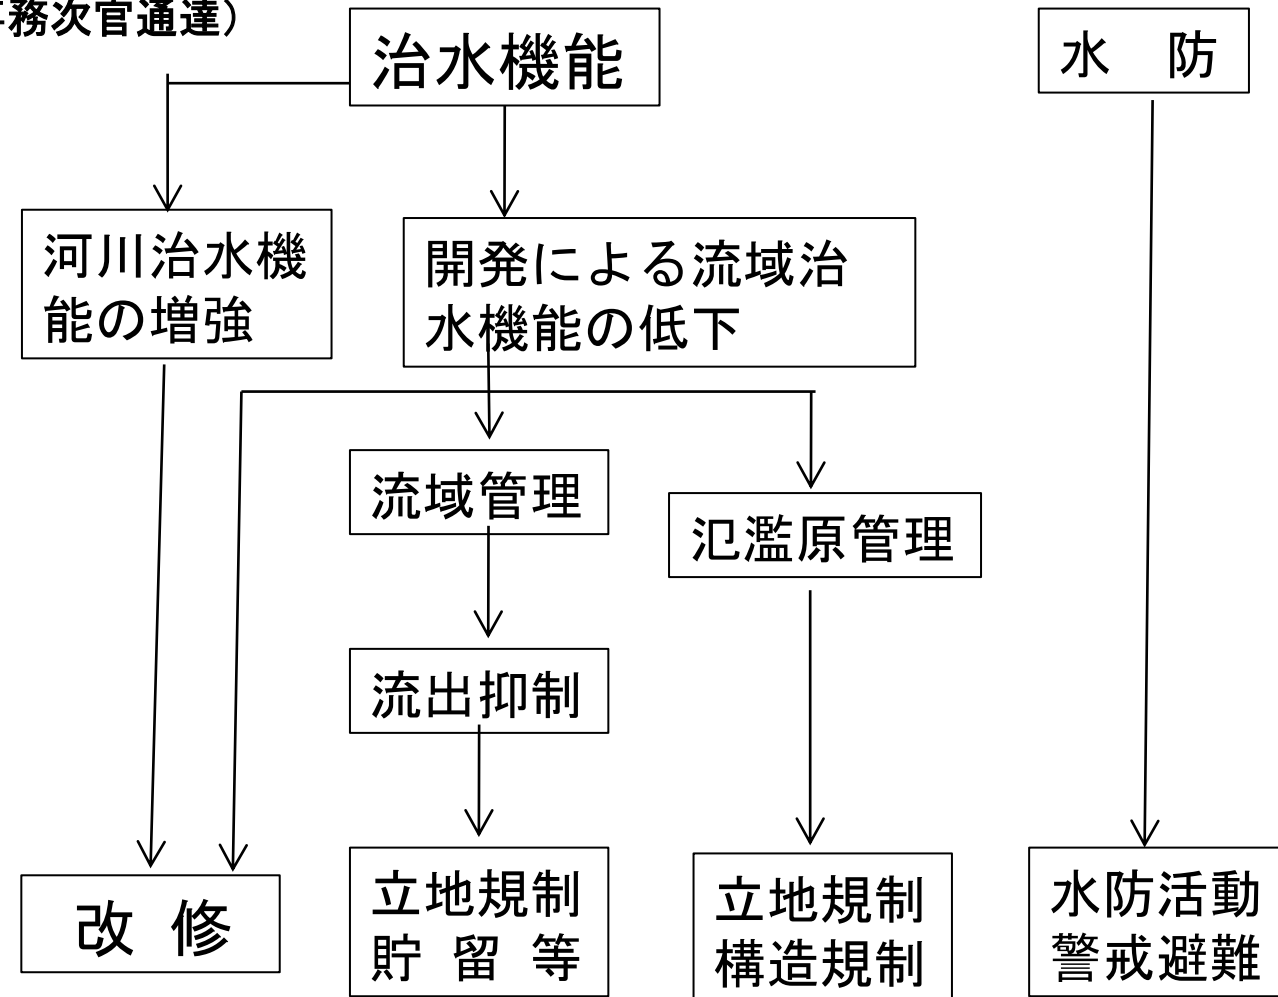 務次官通達）
治水機能
水　防
河川治水機
能の増強
開発による流域治
水機能の低下
流域管理
氾濫原管理
流出抑制
改 修
立地規制
貯 留 等
立地規制
構造規制
水防活動
警戒避難